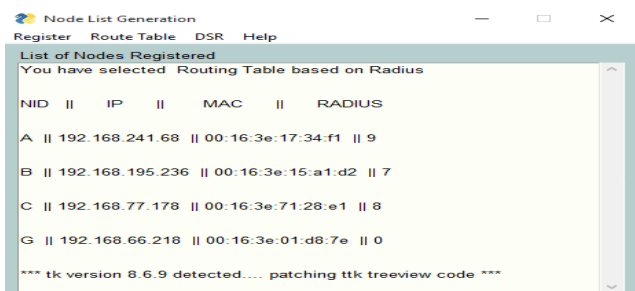 Node List Generation
Register Route Table DSR Help
List of Nodes Registered
You have selected Routing Table based on Radius
NID || IP || MAC || RADIUS
A || 192.168.241.68 || 00:16:3e:17:34:f1 || 9
B || 192.168.195.236 || 00:16:3e:15:a1:d2 || 7
C || 192.168.77.178 || 00:16:3e:71:28:e1 || 8
G || 192.168.66.218 || 00:16:3e:01:d8:7e || 0
*** tk version 8.6.9 detected.... patching ttk treeview code ***